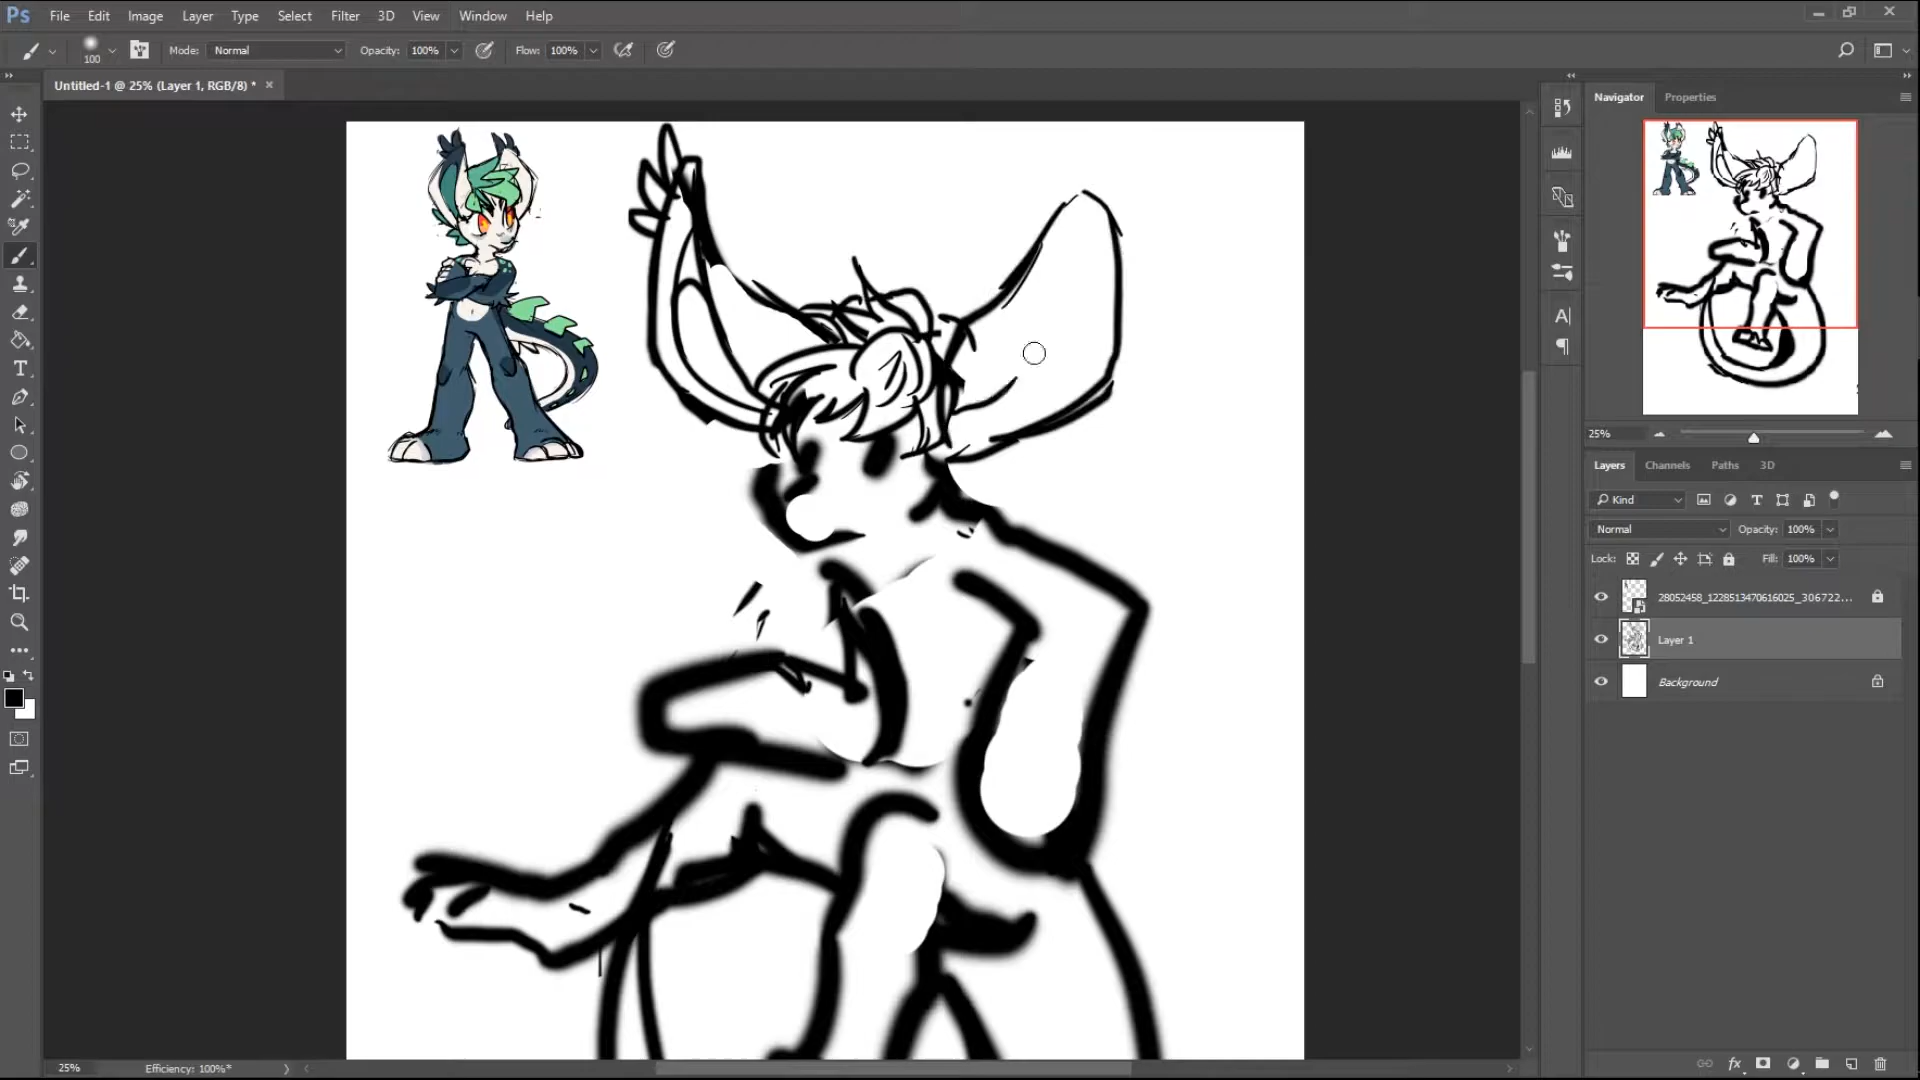 Ps File Edit Image Layer Type Select Filter 3D View Window Help
100 Mode: Normal Opacity: 100% Flow: 100%
Untitled-1 @ 25% (Layer 1, RGB/8) * ×
Navigator Properties
25%
Layers Channels Paths 3D
Kind
Normal Opacity: 100%
Lock: Fill: 100%
28052458_1228513470616025_306722...
Layer 1
Background
25% Efficiency: 100%*